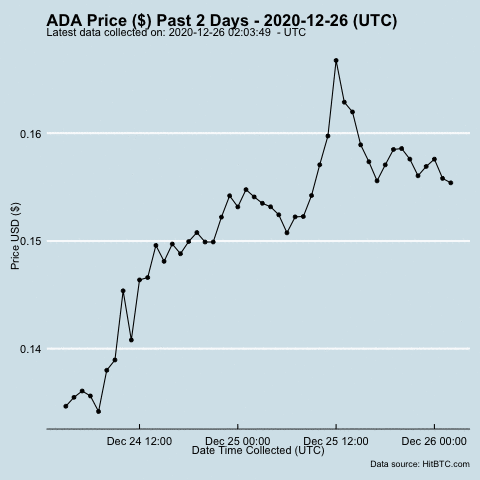 ADA Price ($) Past 2 Days - 2020-12-26 (UTC)
Latest data collected on: 2020-12-26 02:03:49  - UTC
0.16
0.15
0.14
Price USD ($)
Dec 24 12:00
Dec 25 00:00
Dec 25 12:00
Dec 26 00:00
Date Time Collected (UTC)
Data source: HitBTC.com